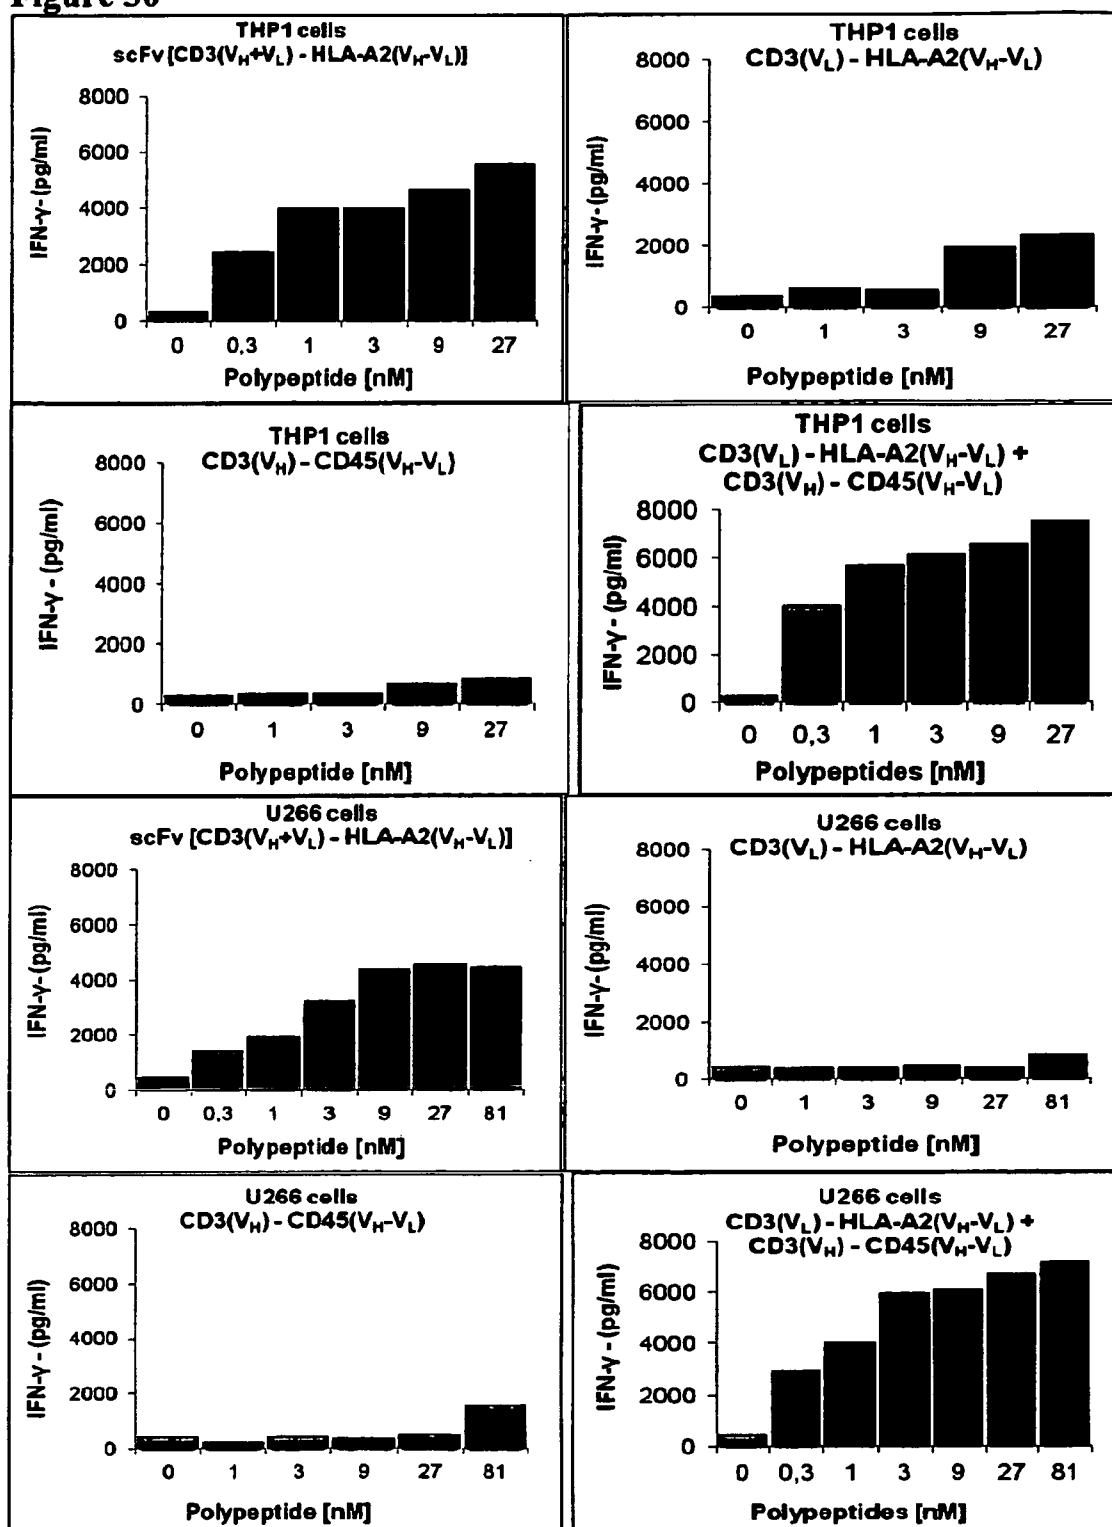 Figure 30
THP1 cells
scFv [CD3(VH+VL) - HLA-A2(VH-VL)]
IFN-γ- (pg/ml)
8000
6000
4000
2000
0
0 0,3 1 3 9 27
Polypeptide [nM]
THP1 cells
CD3(VL) - HLA-A2(VH-VL)
IFN-γ- (pg/ml)
8000
6000
4000
2000
0
0 1 3 9 27
Polypeptide [nM]
THP1 cells
CD3(VH) - CD45(VH-VL)
IFN-γ - (pg/ml)
8000
6000
4000
2000
0
0 1 3 9 27
Polypeptide [nM]
THP1 cells
CD3(VL) - HLA-A2(VH-VL) +
CD3(VH) - CD45(VH-VL)
IFN-γ - (pg/ml)
8000
6000
4000
2000
0
0 0,3 1 3 9 27
Polypeptides [nM]
U266 cells
scFv [CD3(VH+VL) - HLA-A2(VH-VL)]
IFN-γ- (pg/ml)
8000
6000
4000
2000
0
0 0,3 1 3 9 27 81
Polypeptide [nM]
U266 cells
CD3(VL) - HLA-A2(VH-VL)
IFN-γ- (pg/ml)
8000
6000
4000
2000
0
0 1 3 9 27 81
Polypeptide [nM]
U266 cells
CD3(VH) - CD45(VH-VL)
IFN-γ - (pg/ml)
8000
6000
4000
2000
0
0 1 3 9 27 81
Polypeptide [nM]
U266 cells
CD3(VL) - HLA-A2(VH-VL) +
CD3(VH) - CD45(VH-VL)
IFN-γ - (pg/ml)
8000
6000
4000
2000
0
0 0,3 1 3 9 27 81
Polypeptides [nM]